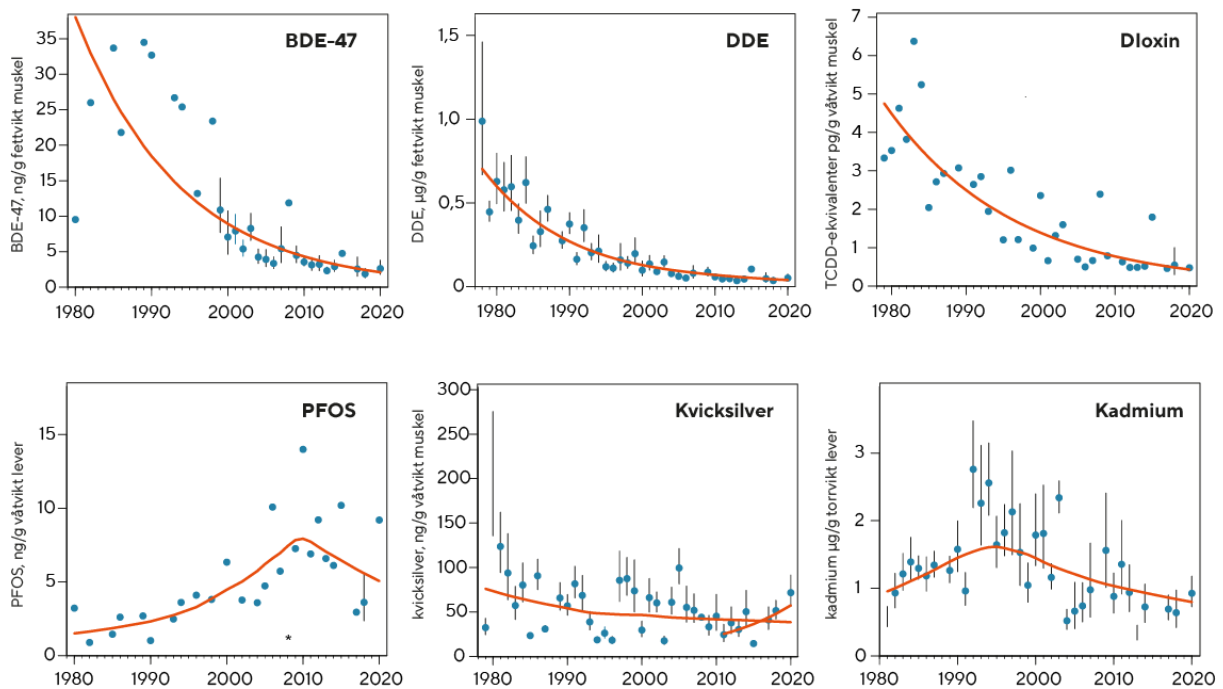 BDE-47
BDE-47, ng/g fettvikt muskel
35
30
25
20
15
10
5
0
1980 1990 2000 2010 2020
DDE
DDE, µg/g fettvikt muskel
1,5
1,0
0,5
0
1980 1990 2000 2010 2020
Dloxin
TCDD-ekvivalenter pg/g våtvikt muskel
7
6
5
4
3
2
1
0
1980 1990 2000 2010 2020
PFOS
PFOS, ng/g våtvikt lever
15
10
5
0
*
1980 1990 2000 2010 2020
Kvicksilver
kvicksilver, ng/g våtvikt muskel
300
250
200
150
100
50
0
1980 1990 2000 2010 2020
Kadmium
kadmium µg/g torrvikt lever
3
2
1
0
1980 1990 2000 2010 2020